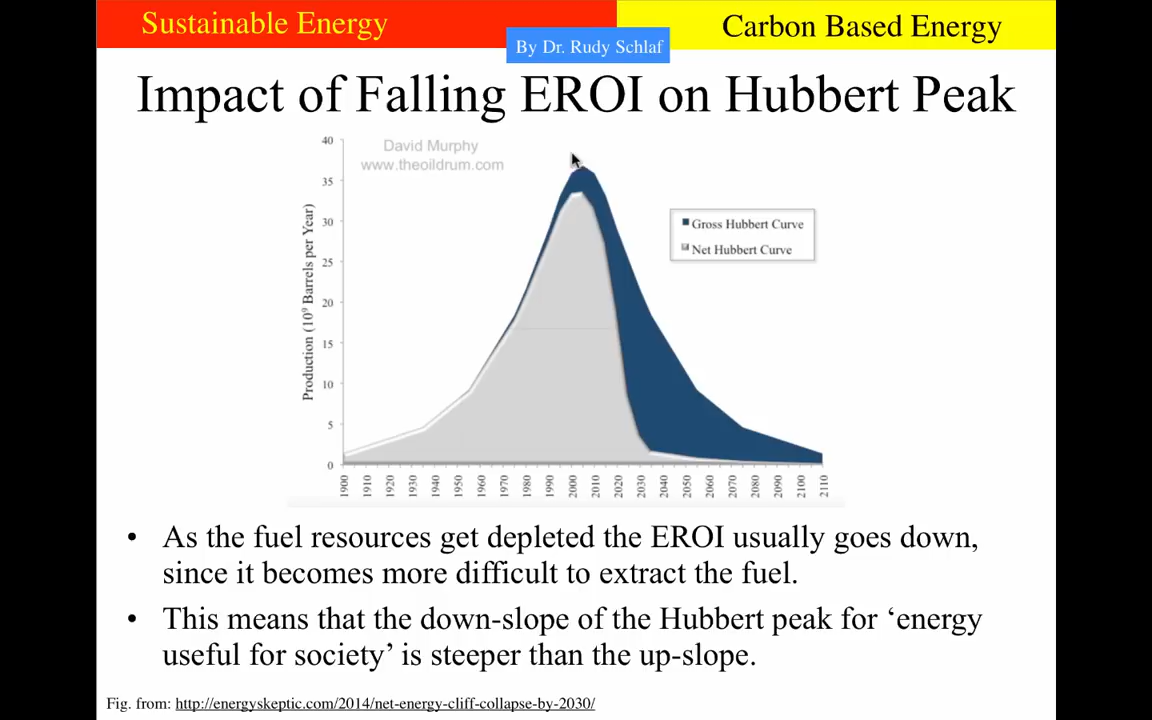 Sustainable Energy
Carbon Based Energy
By Dr. Rudy Schlaf
Impact of Falling EROI on Hubbert Peak
David Murphy
www.theoildrum.com
Production (10⁹ Barrels per Year)
40
35
30
25
20
15
10
5
0
Gross Hubbert Curve
Net Hubbert Curve
1900
1910
1920
1930
1940
1950
1960
1970
1980
1990
2000
2010
2020
2030
2040
2050
2060
2070
2080
2090
2100
2110
• As the fuel resources get depleted the EROI usually goes down,
since it becomes more difficult to extract the fuel.
• This means that the down-slope of the Hubbert peak for ‘energy
useful for society’ is steeper than the up-slope.
Fig. from: http://energyskeptic.com/2014/net-energy-cliff-collapse-by-2030/